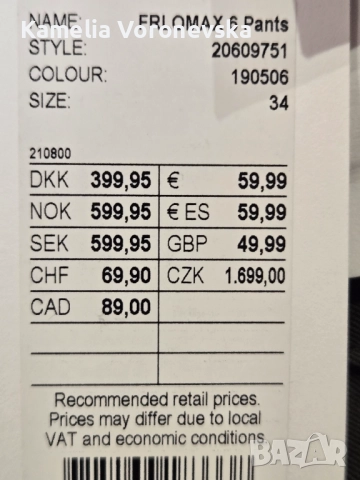 Kamelia Voronevska
NAME: FRLOMAX 6 Pants
STYLE: 20609751
COLOUR: 190506
SIZE: 34
210800
DKK 399,95 € 59,99
NOK 599,95 € ES 59,99
SEK 599,95 GBP 49,99
CHF 69,90 CZK 1.699,00
CAD 89,00
Recommended retail prices.
Prices may differ due to local
VAT and economic conditions.
BAZAR